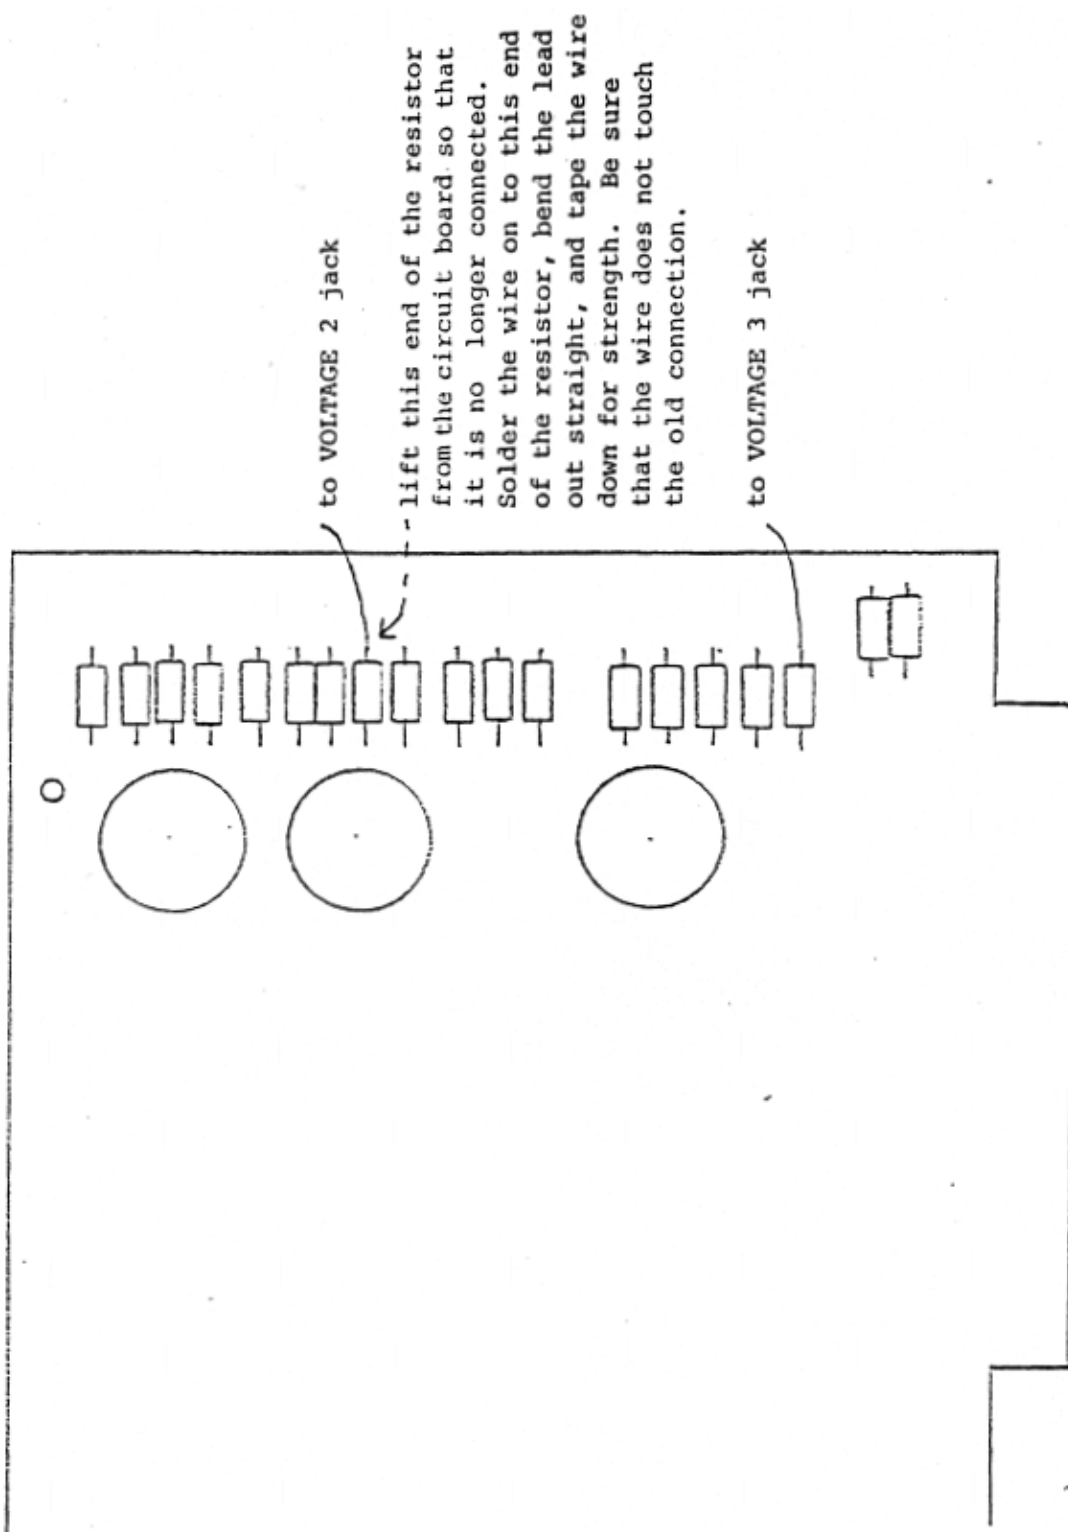 to VOLTAGE 2 jack
lift this end of the resistor
from the circuit board so that
it is no longer connected.
Solder the wire on to this end
of the resistor, bend the lead
out straight, and tape the wire
down for strength. Be sure
that the wire does not touch
the old connection.
to VOLTAGE 3 jack